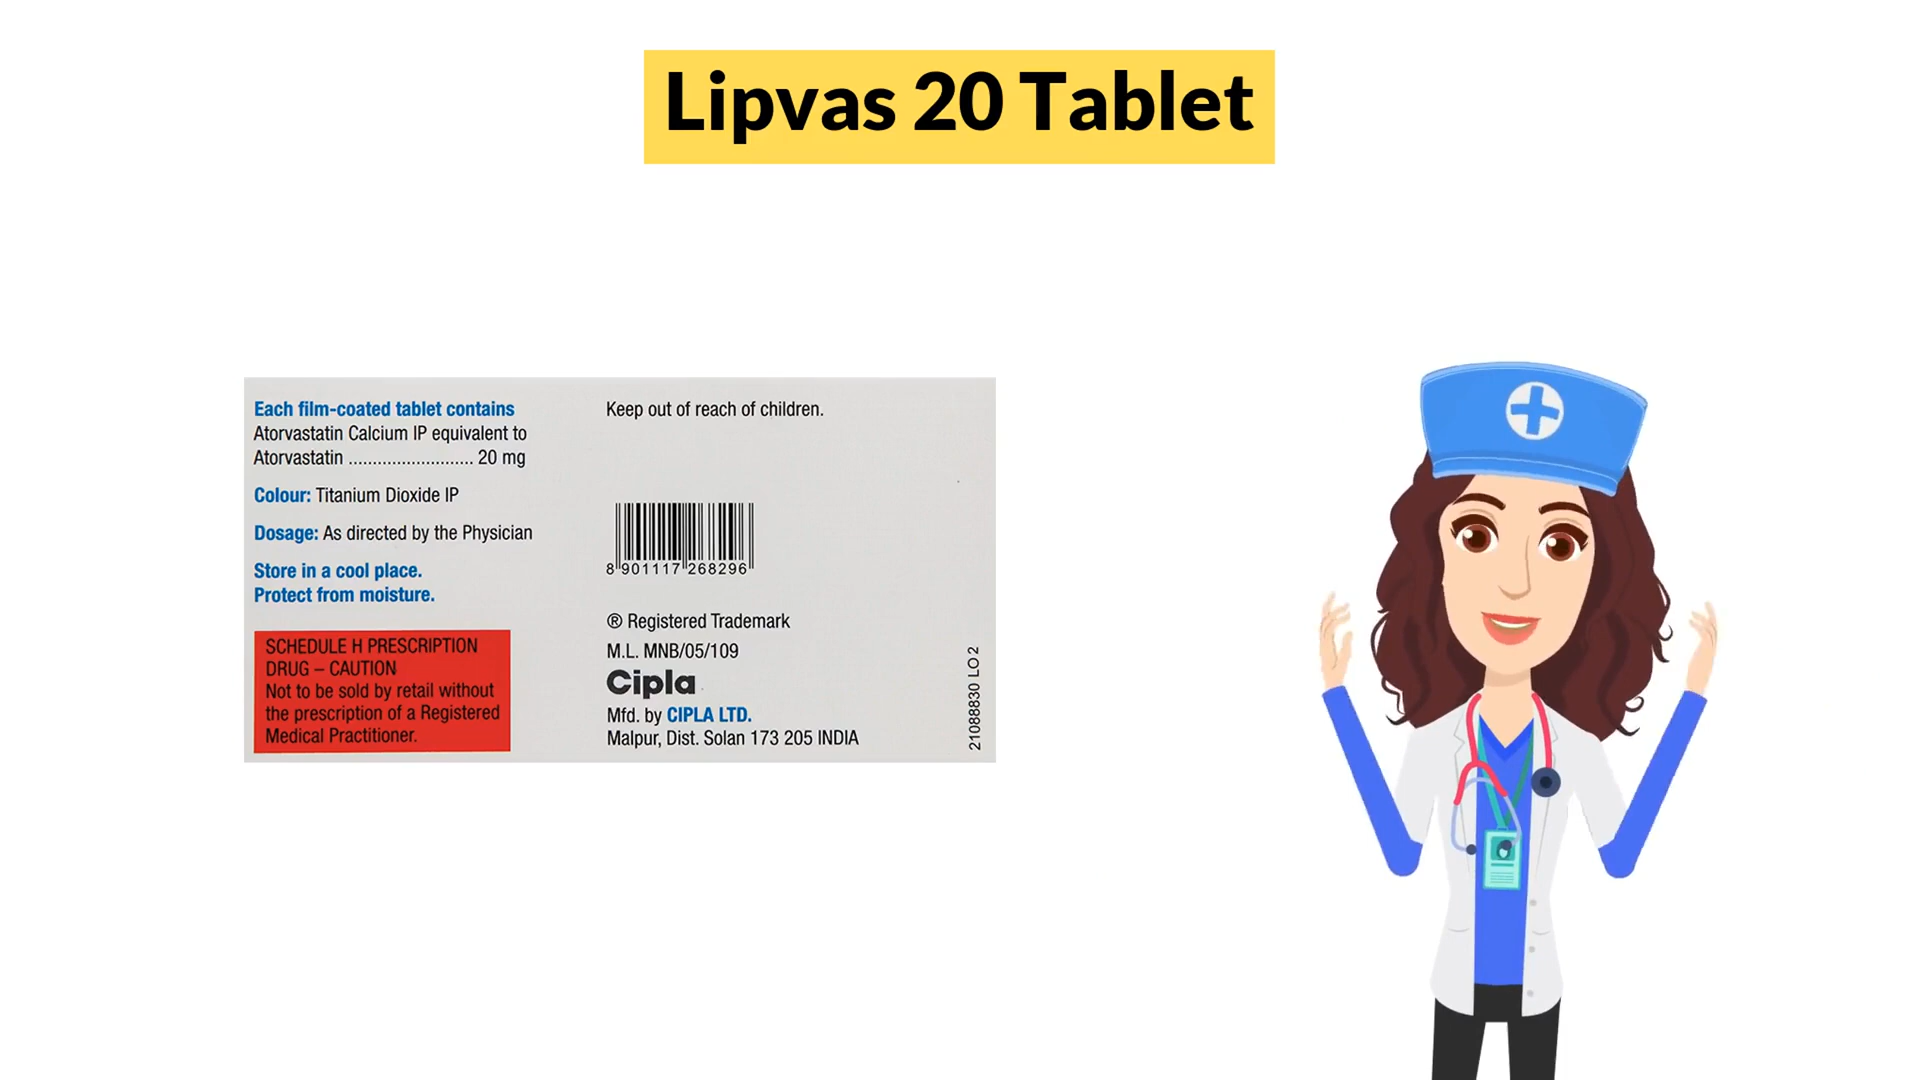 Lipvas 20 Tablet
Each film-coated tablet contains
Atorvastatin Calcium IP equivalent to
Atorvastatin .......................... 20 mg
Colour: Titanium Dioxide IP
Dosage: As directed by the Physician
Store in a cool place.
Protect from moisture.
SCHEDULE H PRESCRIPTION
DRUG – CAUTION
Not to be sold by retail without
the prescription of a Registered
Medical Practitioner.
Keep out of reach of children.
8 901117 268296
® Registered Trademark
M.L. MNB/05/109
Cipla
Mfd. by CIPLA LTD.
Malpur, Dist. Solan 173 205 INDIA
21088830 LO 2